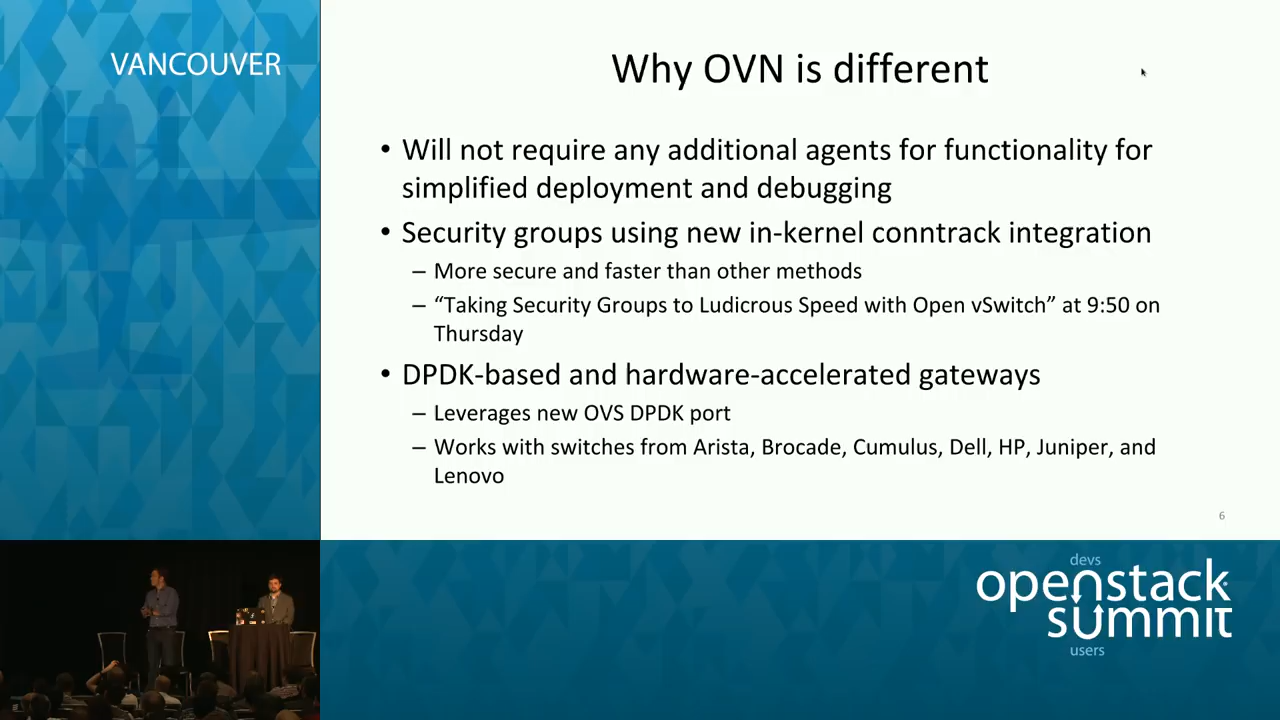 VANCOUVER
Why OVN is different
• Will not require any additional agents for functionality for
simplified deployment and debugging
• Security groups using new in-kernel conntrack integration
– More secure and faster than other methods
– “Taking Security Groups to Ludicrous Speed with Open vSwitch” at 9:50 on
Thursday
• DPDK-based and hardware-accelerated gateways
– Leverages new OVS DPDK port
– Works with switches from Arista, Brocade, Cumulus, Dell, HP, Juniper, and
Lenovo
6
devs
openstack
summit
users